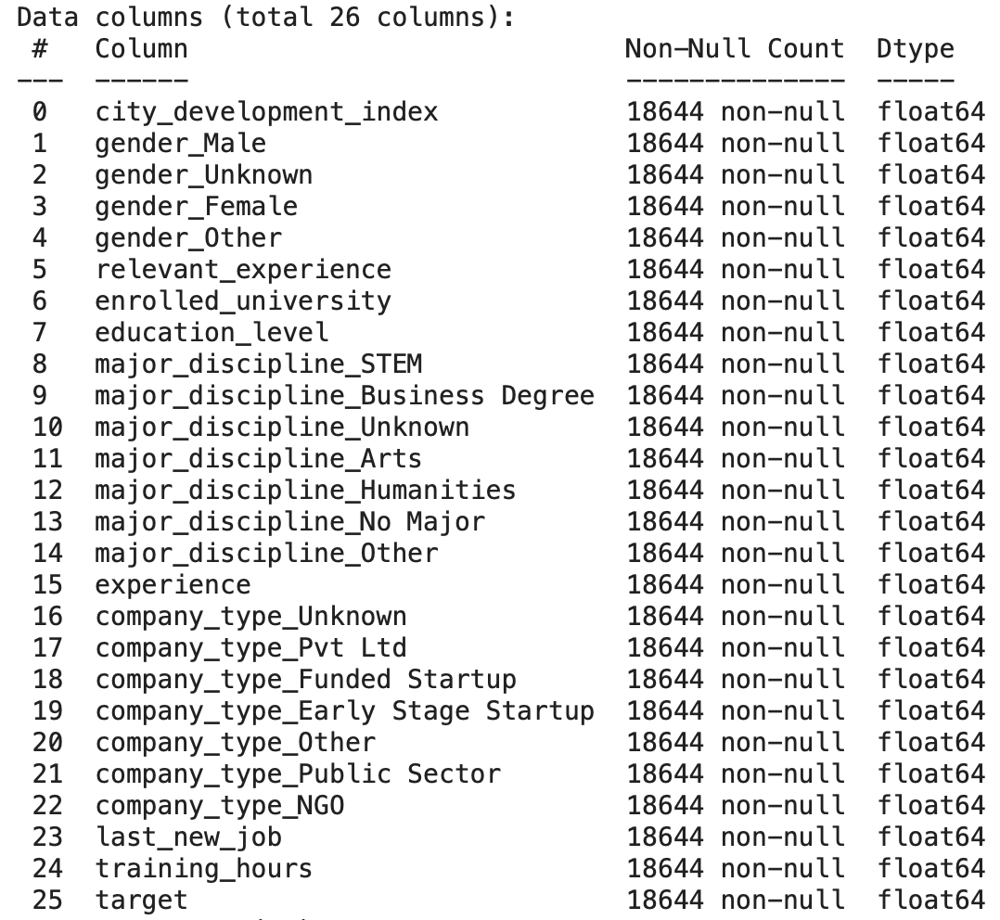 Data columns (total 26 columns):
 #   Column                            Non-Null Count  Dtype
---  ------                            --------------  -----
 0   city_development_index            18644 non-null  float64
 1   gender_Male                       18644 non-null  float64
 2   gender_Unknown                    18644 non-null  float64
 3   gender_Female                     18644 non-null  float64
 4   gender_Other                      18644 non-null  float64
 5   relevant_experience               18644 non-null  float64
 6   enrolled_university               18644 non-null  float64
 7   education_level                   18644 non-null  float64
 8   major_discipline_STEM             18644 non-null  float64
 9   major_discipline_Business Degree  18644 non-null  float64
 10  major_discipline_Unknown          18644 non-null  float64
 11  major_discipline_Arts             18644 non-null  float64
 12  major_discipline_Humanities       18644 non-null  float64
 13  major_discipline_No Major         18644 non-null  float64
 14  major_discipline_Other            18644 non-null  float64
 15  experience                        18644 non-null  float64
 16  company_type_Unknown              18644 non-null  float64
 17  company_type_Pvt Ltd              18644 non-null  float64
 18  company_type_Funded Startup       18644 non-null  float64
 19  company_type_Early Stage Startup  18644 non-null  float64
 20  company_type_Other                18644 non-null  float64
 21  company_type_Public Sector        18644 non-null  float64
 22  company_type_NGO                  18644 non-null  float64
 23  last_new_job                      18644 non-null  float64
 24  training_hours                    18644 non-null  float64
 25  target                            18644 non-null  float64